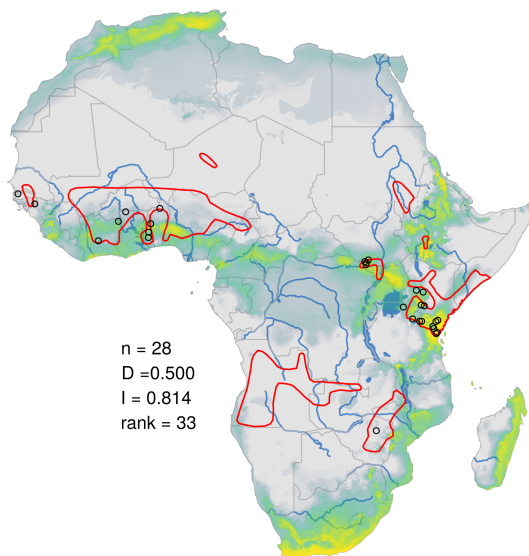 n = 28
D =0.500
I = 0.814
rank = 33